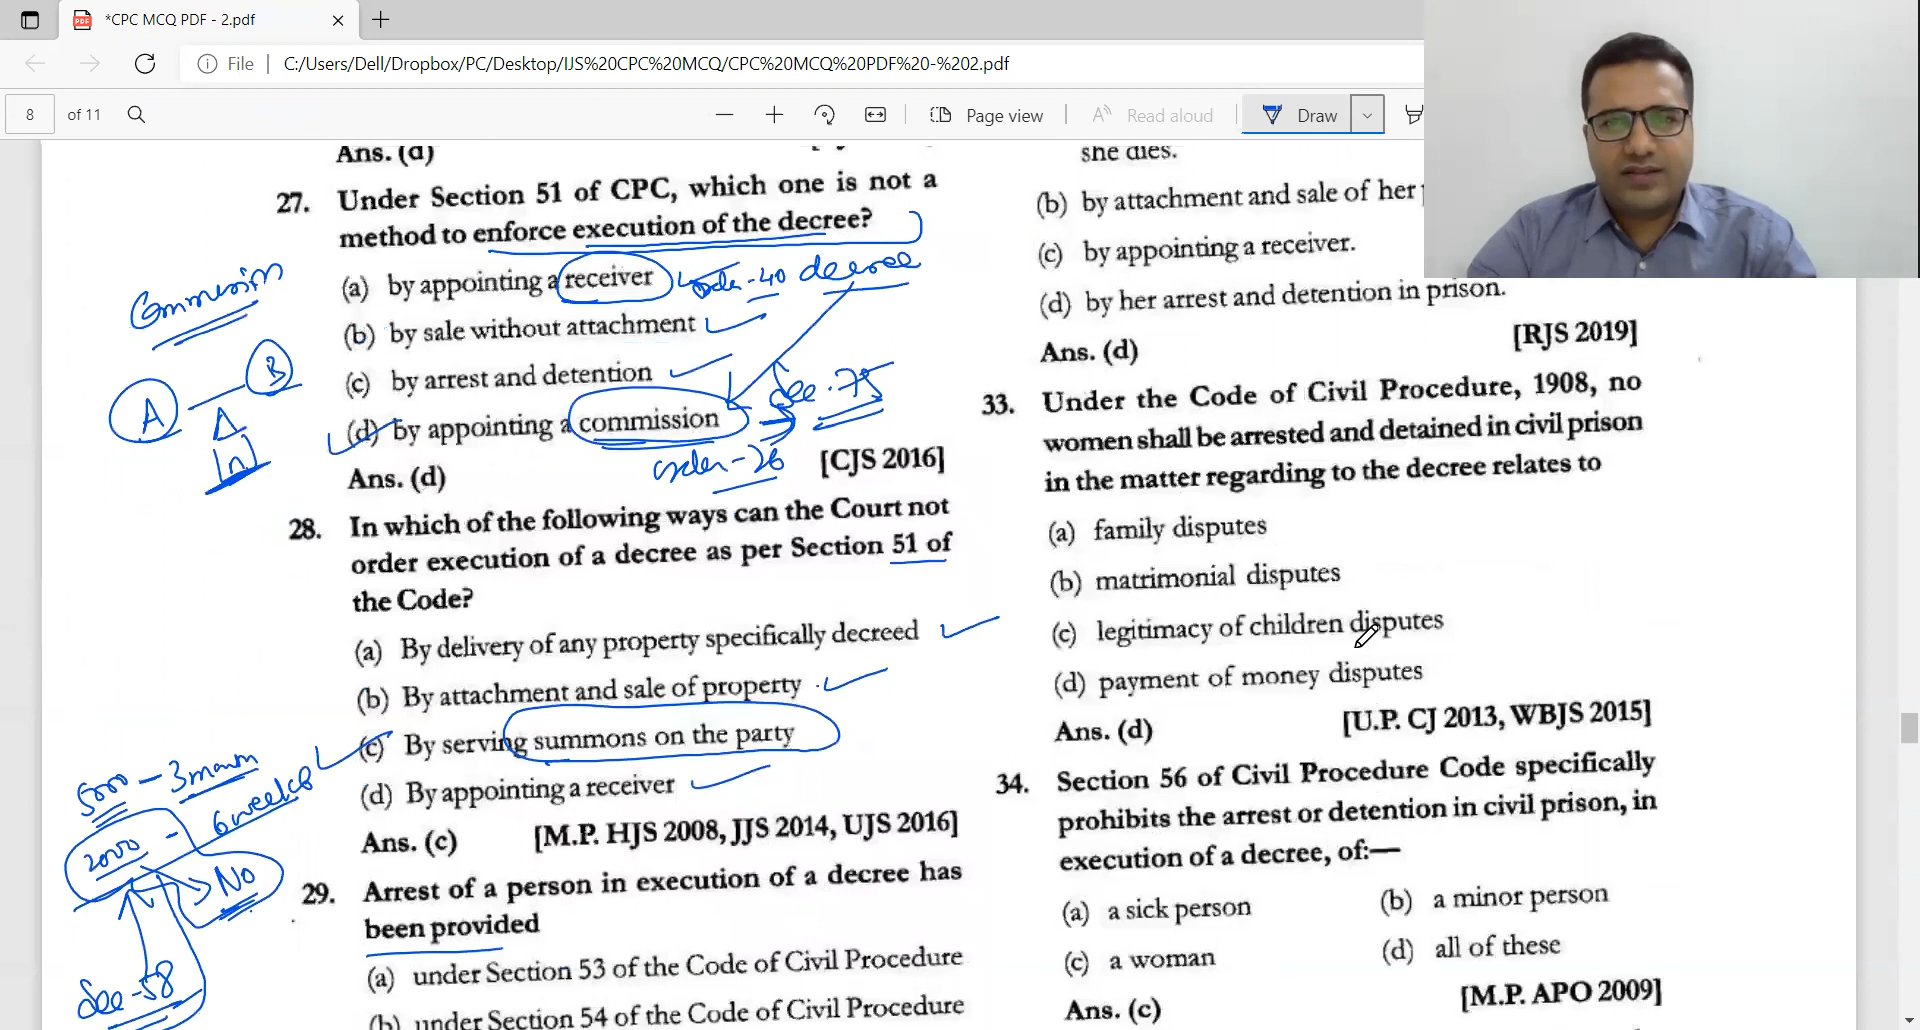 *CPC MCQ PDF - 2.pdf
File
C:/Users/Dell/Dropbox/PC/Desktop/IJS%20CPC%20MCQ/CPC%20MCQ%20PDF%20-%202.pdf
8 of 11
Page view
Read aloud
Draw
Ans. (d)
27. Under Section 51 of CPC, which one is not a
method to enforce execution of the decree?
(a) by appointing a receiver
order-40 decree
(b) by sale without attachment
(c) by arrest and detention
Sec. 75
(d) by appointing a commission
order-26
Ans. (d)
[CJS 2016]
Commission
A
B
28. In which of the following ways can the Court not
order execution of a decree as per Section 51 of
the Code?
(a) By delivery of any property specifically decreed
(b) By attachment and sale of property
(c) By serving summons on the party
(d) By appointing a receiver
Ans. (c)
[M.P. HJS 2008, JJS 2014, UJS 2016]
5000 - 3 month
2000 - 6 weeks
No
Sec-58
29. Arrest of a person in execution of a decree has
been provided
(a) under Section 53 of the Code of Civil Procedure
(b) under Section 54 of the Code of Civil Procedure
she dies.
(b) by attachment and sale of her
(c) by appointing a receiver.
(d) by her arrest and detention in prison.
Ans. (d)
[RJS 2019]
33. Under the Code of Civil Procedure, 1908, no
women shall be arrested and detained in civil prison
in the matter regarding to the decree relates to
(a) family disputes
(b) matrimonial disputes
(c) legitimacy of children disputes
(d) payment of money disputes
Ans. (d)
[U.P. CJ 2013, WBJS 2015]
34. Section 56 of Civil Procedure Code specifically
prohibits the arrest or detention in civil prison, in
execution of a decree, of:—
(a) a sick person
(b) a minor person
(c) a woman
(d) all of these
Ans. (c)
[M.P. APO 2009]